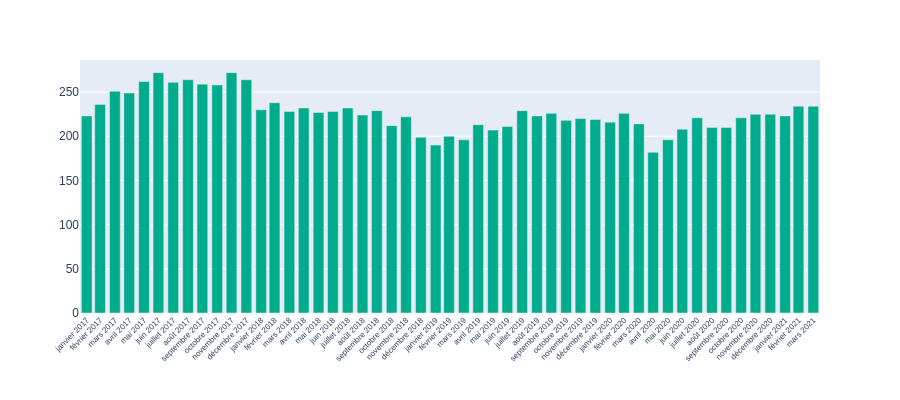 250
200
150
100
50
0
janvier 2017
février 2017
mars 2017
avril 2017
mai 2017
juin 2017
juillet 2017
août 2017
septembre 2017
octobre 2017
novembre 2017
décembre 2017
janvier 2018
février 2018
mars 2018
avril 2018
mai 2018
juin 2018
juillet 2018
août 2018
septembre 2018
octobre 2018
novembre 2018
décembre 2018
janvier 2019
février 2019
mars 2019
avril 2019
mai 2019
juin 2019
juillet 2019
août 2019
septembre 2019
octobre 2019
novembre 2019
décembre 2019
janvier 2020
février 2020
mars 2020
avril 2020
mai 2020
juin 2020
juillet 2020
août 2020
septembre 2020
octobre 2020
novembre 2020
décembre 2020
janvier 2021
février 2021
mars 2021